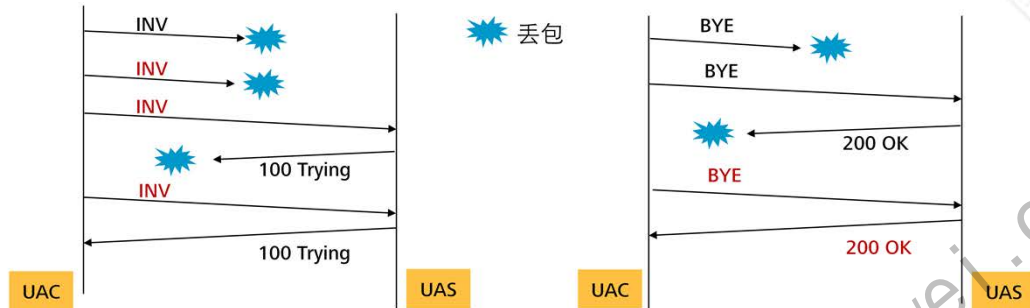 INV
INV
INV
100 Trying
INV
100 Trying
UAC
UAS
丢包
BYE
BYE
200 OK
BYE
200 OK
UAC
UAS